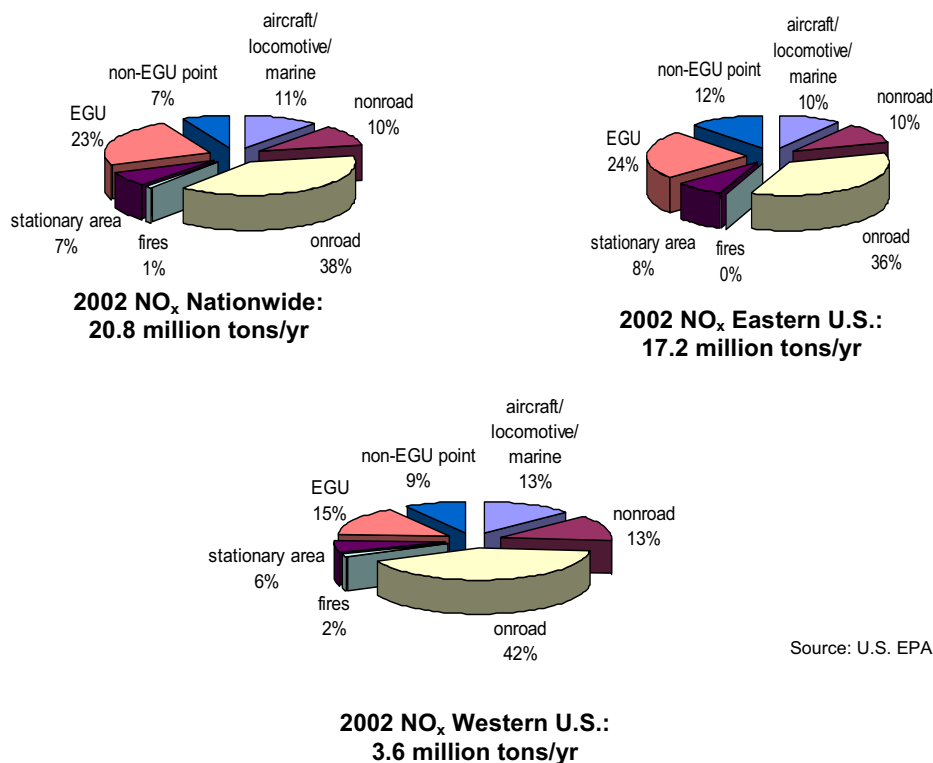 aircraft/
locomotive/
marine
11%
non-EGU point
7%
nonroad
10%
EGU
23%
stationary area
7%
fires
1%
onroad
38%
2002 NOₓ Nationwide:
20.8 million tons/yr
aircraft/
locomotive/
marine
10%
non-EGU point
12%
nonroad
10%
EGU
24%
stationary area
8%
fires
0%
onroad
36%
2002 NOₓ Eastern U.S.:
17.2 million tons/yr
aircraft/
locomotive/
marine
13%
non-EGU point
9%
EGU
15%
nonroad
13%
stationary area
6%
fires
2%
onroad
42%
Source: U.S. EPA
2002 NOₓ Western U.S.:
3.6 million tons/yr